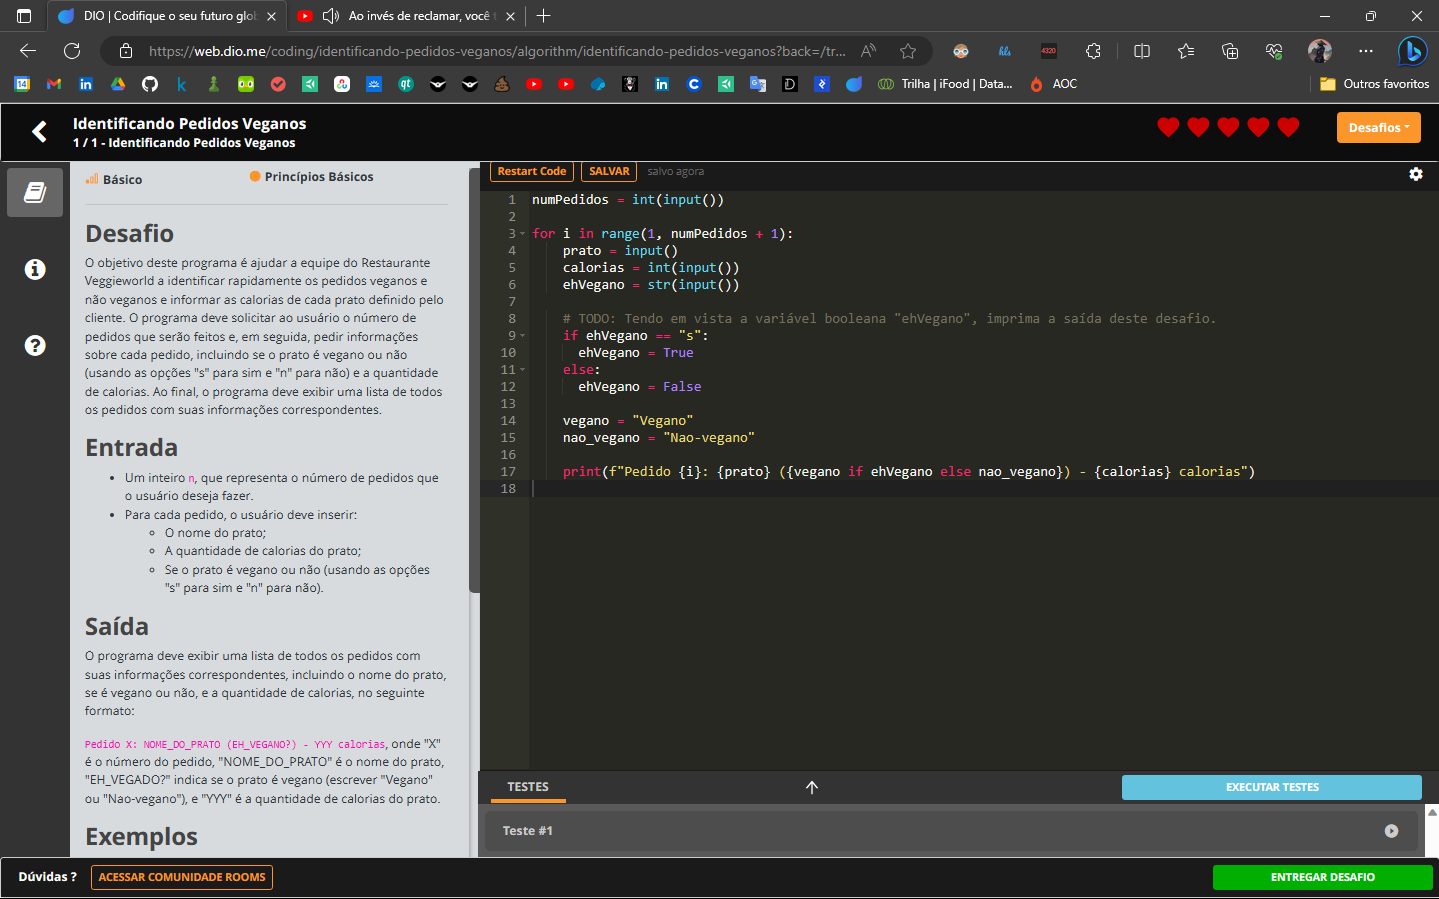 DIO | Codifique o seu futuro glob
Ao invés de reclamar, você t
https://web.dio.me/coding/identificando-pedidos-veganos/algorithm/identificando-pedidos-veganos?back=/tr...
Trilha | iFood | Data...
AOC
Outros favoritos
Identificando Pedidos Veganos
1 / 1 - Identificando Pedidos Veganos
Desafios
Básico
Princípios Básicos
Desafio
O objetivo deste programa é ajudar a equipe do Restaurante
Veggieworld a identificar rapidamente os pedidos veganos e
não veganos e informar as calorias de cada prato definido pelo
cliente. O programa deve solicitar ao usuário o número de
pedidos que serão feitos e, em seguida, pedir informações
sobre cada pedido, incluindo se o prato é vegano ou não
(usando as opções "s" para sim e "n" para não) e a quantidade
de calorias. Ao final, o programa deve exibir uma lista de todos
os pedidos com suas informações correspondentes.
Entrada
• Um inteiro n, que representa o número de pedidos que
o usuário deseja fazer.
• Para cada pedido, o usuário deve inserir:
◦ O nome do prato;
◦ A quantidade de calorias do prato;
◦ Se o prato é vegano ou não (usando as opções
"s" para sim e "n" para não).
Saída
O programa deve exibir uma lista de todos os pedidos com
suas informações correspondentes, incluindo o nome do prato,
se é vegano ou não, e a quantidade de calorias, no seguinte
formato:
Pedido X: NOME_DO_PRATO (EH_VEGANO?) - YYY calorias, onde "X"
é o número do pedido, "NOME_DO_PRATO" é o nome do prato,
"EH_VEGADO?" indica se o prato é vegano (escrever "Vegano"
ou "Nao-vegano"), e "YYY" é a quantidade de calorias do prato.
Exemplos
Restart Code
SALVAR
salvo agora
1 numPedidos = int(input())
2
3 for i in range(1, numPedidos + 1):
4     prato = input()
5     calorias = int(input())
6     ehVegano = str(input())
7
8     # TODO: Tendo em vista a variável booleana "ehVegano", imprima a saída deste desafio.
9     if ehVegano == "s":
10       ehVegano = True
11     else:
12       ehVegano = False
13
14     vegano = "Vegano"
15     nao_vegano = "Nao-vegano"
16
17     print(f"Pedido {i}: {prato} ({vegano if ehVegano else nao_vegano}) - {calorias} calorias")
18
TESTES
EXECUTAR TESTES
Teste #1
Dúvidas ?
ACESSAR COMUNIDADE ROOMS
ENTREGAR DESAFIO